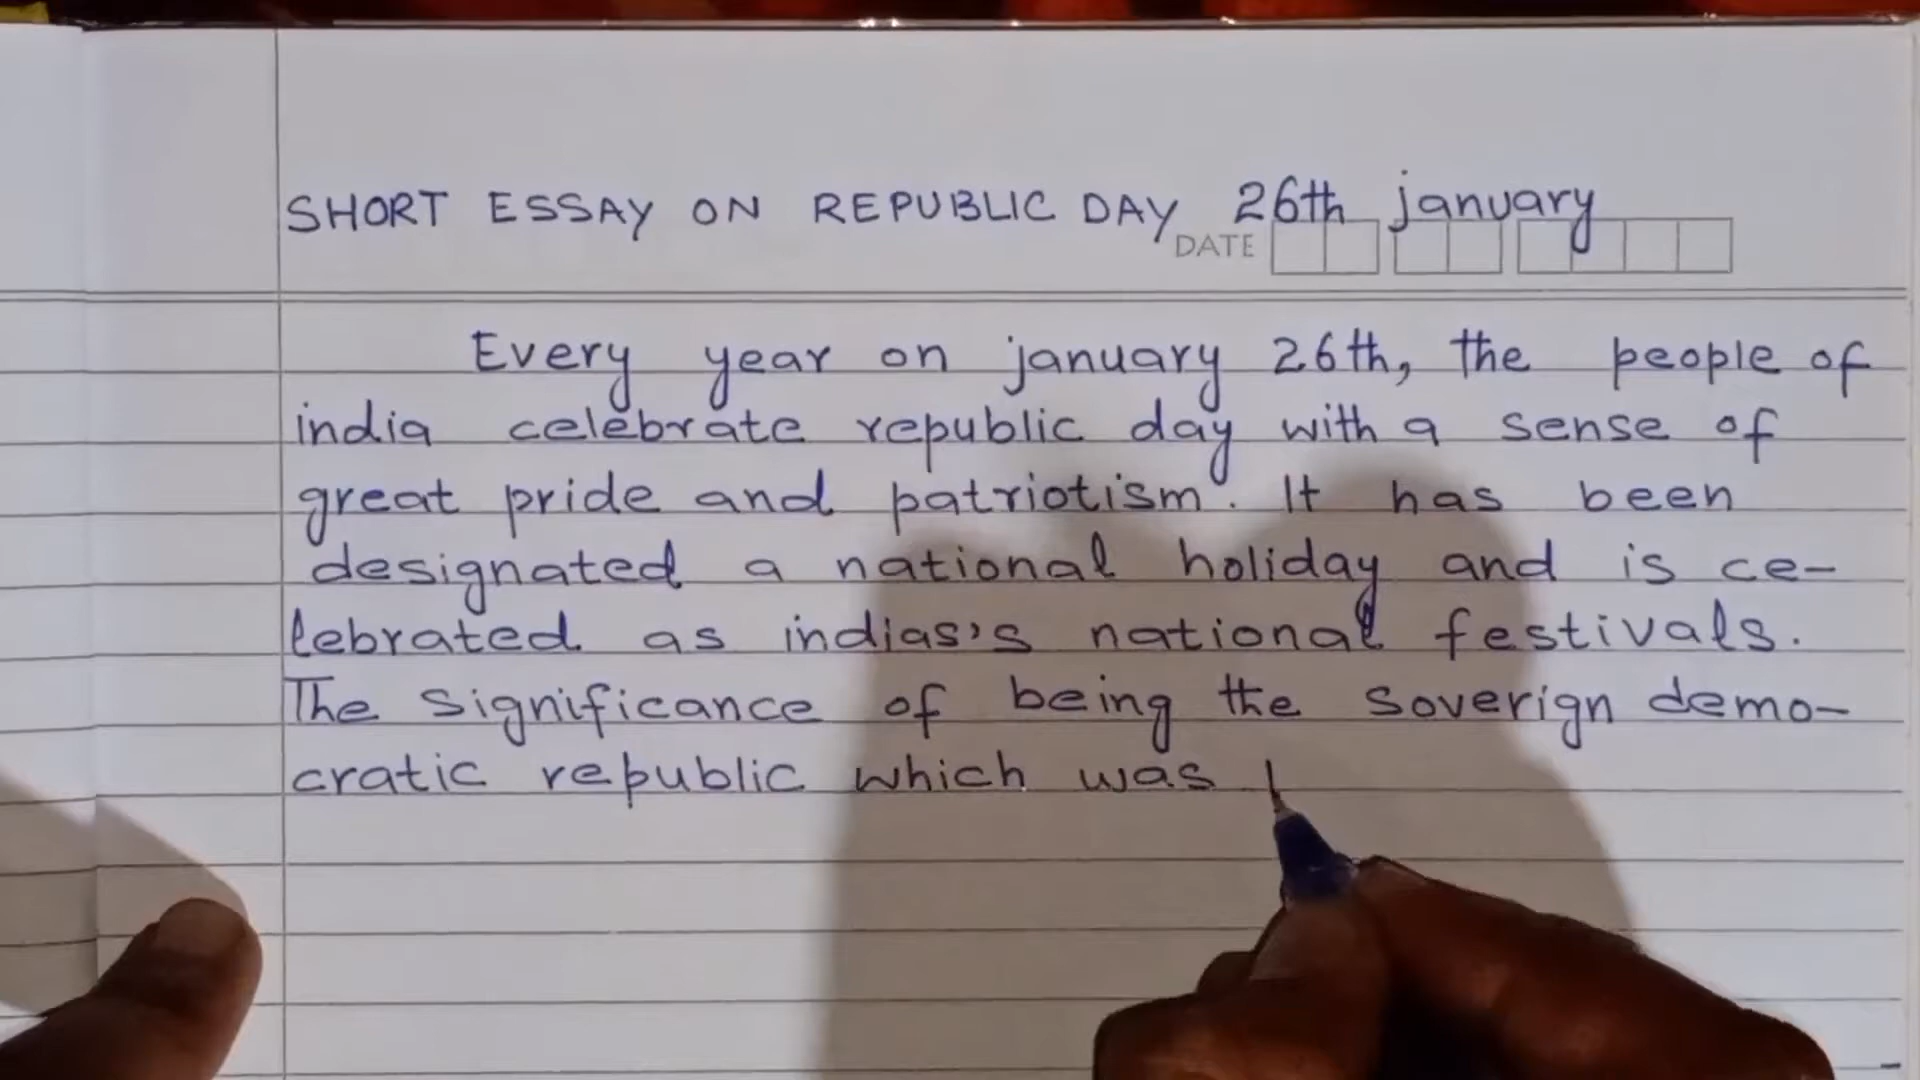 SHORT ESSAY ON REPUBLIC DAY 26th january
DATE
Every year on january 26th, the people of
india celebrate republic day with a sense of
great pride and patriotism. It has been
designated a national holiday and is ce-
lebrated as indias's national festivals.
The significance of being the soverign demo-
cratic republic which was